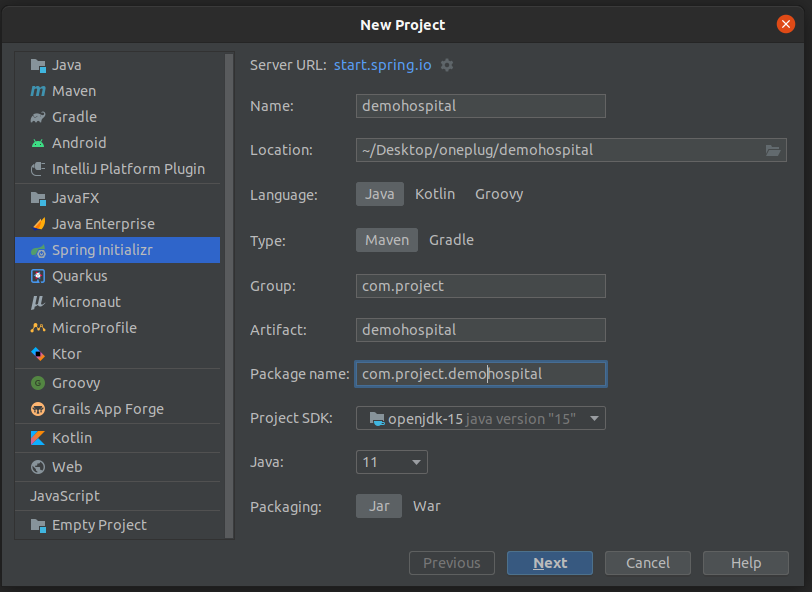 New Project
Java
Maven
Gradle
Android
IntelliJ Platform Plugin
JavaFX
Java Enterprise
Spring Initializr
Quarkus
Micronaut
MicroProfile
Ktor
Groovy
Grails App Forge
Kotlin
Web
JavaScript
Empty Project
Server URL: start.spring.io
Name: demohospital
Location: ~/Desktop/oneplug/demohospital
Language: Java Kotlin Groovy
Type: Maven Gradle
Group: com.project
Artifact: demohospital
Package name: com.project.demohospital
Project SDK: openjdk-15 java version "15"
Java: 11
Packaging: Jar War
Previous Next Cancel Help